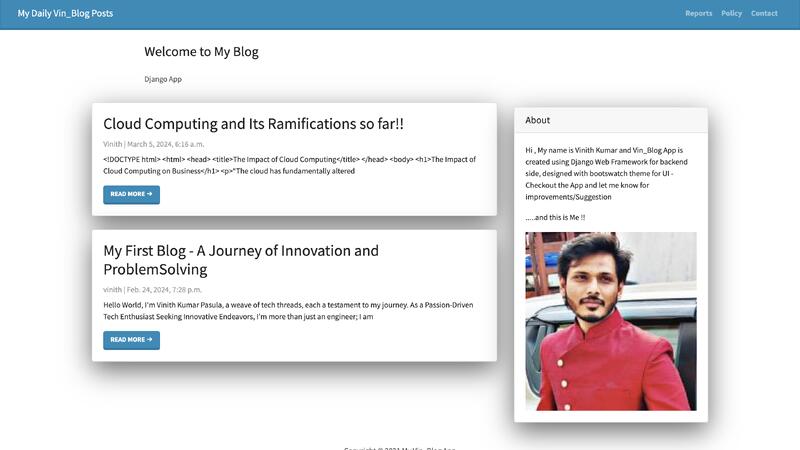 My Daily Vin_Blog Posts
Reports Policy Contact
Welcome to My Blog
Django App
Cloud Computing and Its Ramifications so far!!
Vinith | March 5, 2024, 6:16 a.m.
<!DOCTYPE html> <html> <head> <title>The Impact of Cloud Computing</title> </head> <body> <h1>The Impact of
Cloud Computing on Business</h1> <p>"The cloud has fundamentally altered
READ MORE →
My First Blog - A Journey of Innovation and
ProblemSolving
vinith | Feb. 24, 2024, 7:28 p.m.
Hello World, I'm Vinith Kumar Pasula, a weave of tech threads, each a testament to my journey. As a Passion-Driven
Tech Enthusiast Seeking Innovative Endeavors, I'm more than just an engineer; I am
READ MORE →
About
Hi , My name is Vinith Kumar and Vin_Blog App is
created using Django Web Framework for backend
side, designed with bootswatch theme for UI -
Checkout the App and let me know for
improvements/Suggestion
.....and this is Me !!